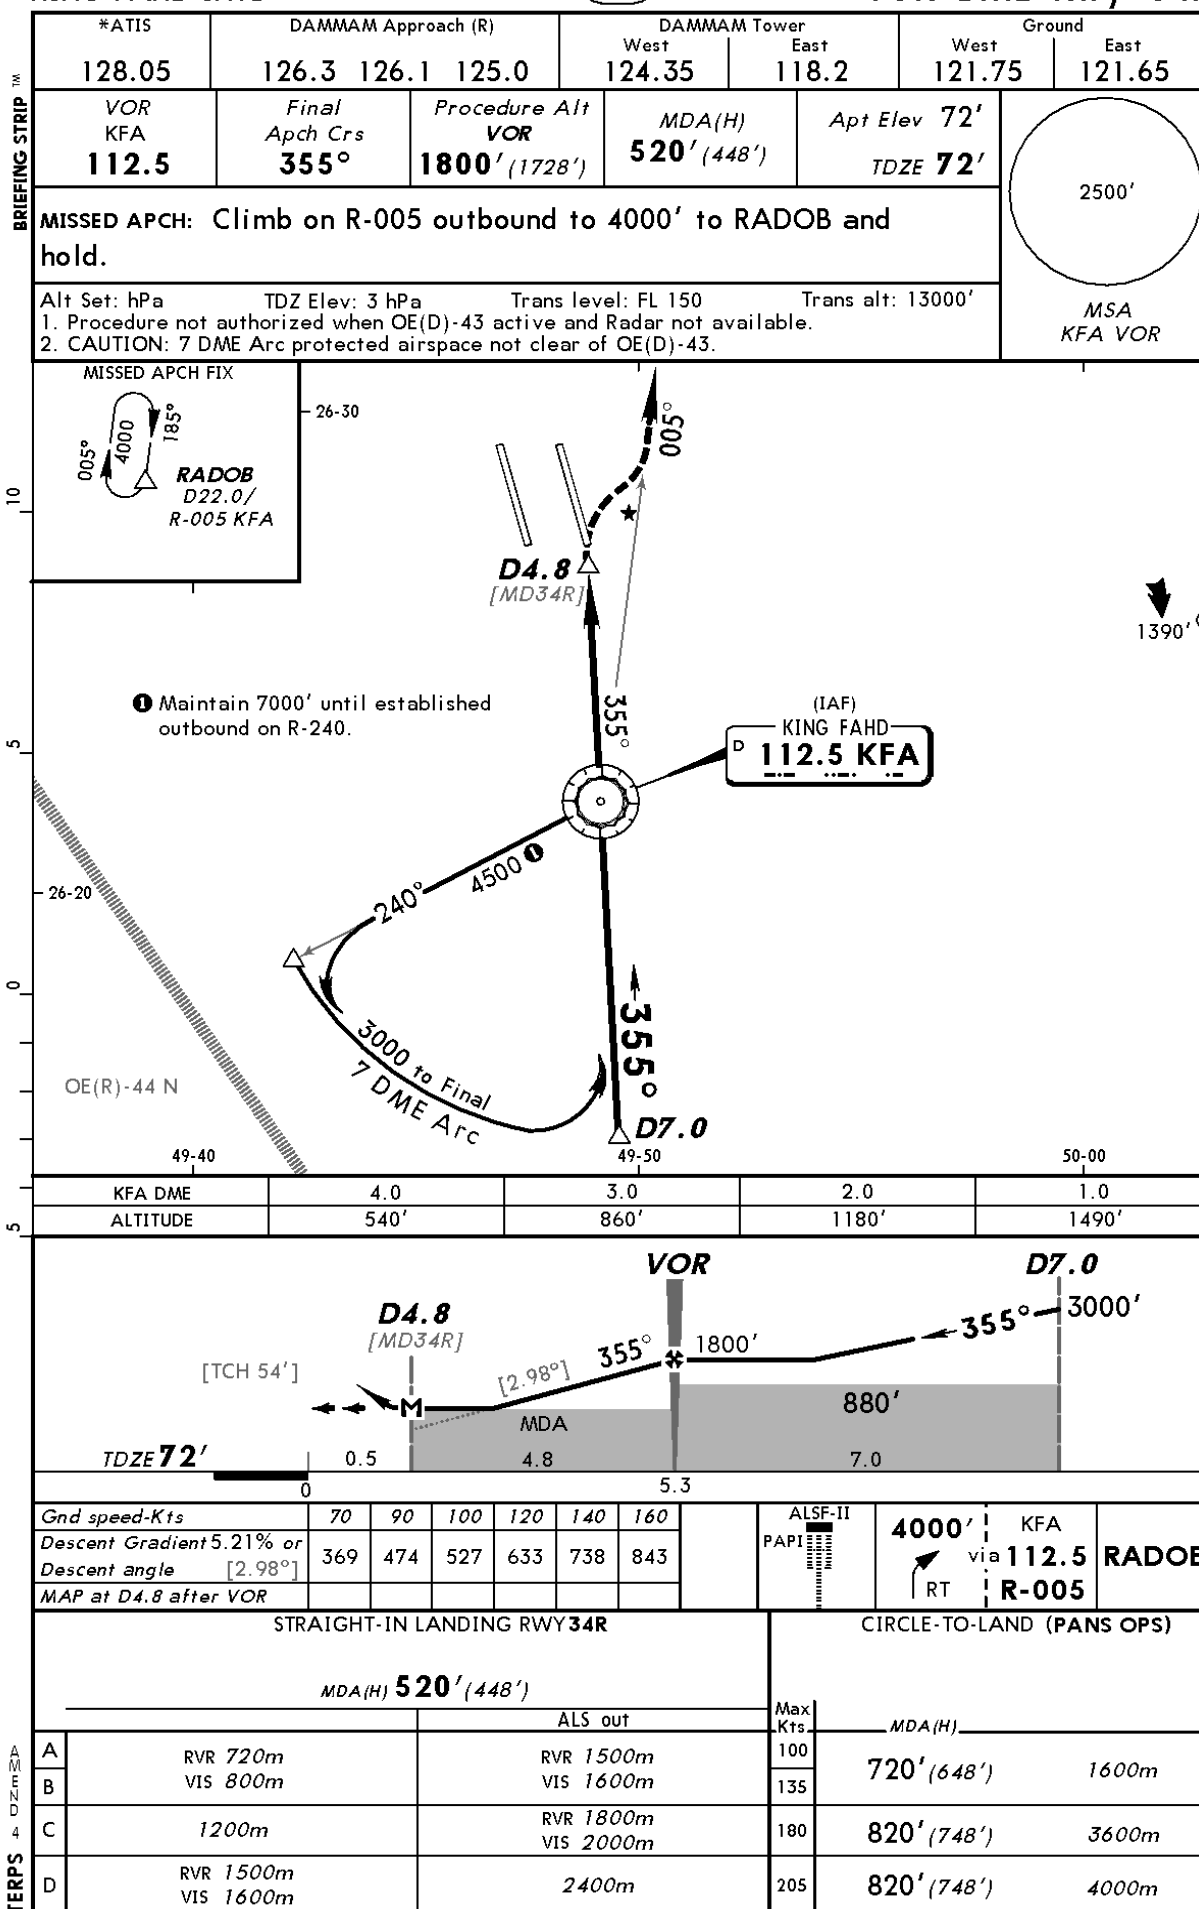 *ATIS DAMMAM Approach (R) DAMMAM Tower Ground
West East West East
128.05 126.3 126.1 125.0 124.35 118.2 121.75 121.65
BRIEFING STRIP TM
VOR KFA 112.5
Final Apch Crs 355°
Procedure Alt VOR 1800' (1728')
MDA(H) 520' (448')
Apt Elev 72'
TDZE 72'
2500'
MSA
KFA VOR
MISSED APCH: Climb on R-005 outbound to 4000' to RADOB and
hold.
Alt Set: hPa TDZ Elev: 3 hPa Trans level: FL 150 Trans alt: 13000'
1. Procedure not authorized when OE(D)-43 active and Radar not available.
2. CAUTION: 7 DME Arc protected airspace not clear of OE(D)-43.
MISSED APCH FIX
005° 4000 185°
RADOB
D22.0/
R-005 KFA
26-30
005°
10
D4.8
[MD34R]
1390'
1 Maintain 7000' until established
outbound on R-240.
355°
(IAF)
KING FAHD
D 112.5 KFA
5
4500 1
240°
26-20
0
355°
3000 to Final
7 DME Arc
OE(R)-44 N
D7.0
49-40 49-50 50-00
5
KFA DME 4.0 3.0 2.0 1.0
ALTITUDE 540' 860' 1180' 1490'
VOR D7.0
D4.8
[MD34R]
355° 1800' 355° 3000'
[TCH 54'] [2.98°]
M MDA 880'
TDZE 72' 0.5 4.8 7.0
0 5.3
Gnd speed-Kts 70 90 100 120 140 160
Descent Gradient 5.21% or
Descent angle [2.98°] 369 474 527 633 738 843
MAP at D4.8 after VOR
ALSF-II
PAPI
4000' RT
via KFA 112.5 R-005
RADOB
STRAIGHT-IN LANDING RWY 34R CIRCLE-TO-LAND (PANS OPS)
MDA(H) 520' (448')
ALS out
Max Kts MDA(H)
A 100
B 135
RVR 720m RVR 1500m
VIS 800m VIS 1600m
720' (648') 1600m
C 1200m RVR 1800m VIS 2000m 180 820' (748') 3600m
D RVR 1500m VIS 1600m 2400m 205 820' (748') 4000m
AMEND 4
TERPS